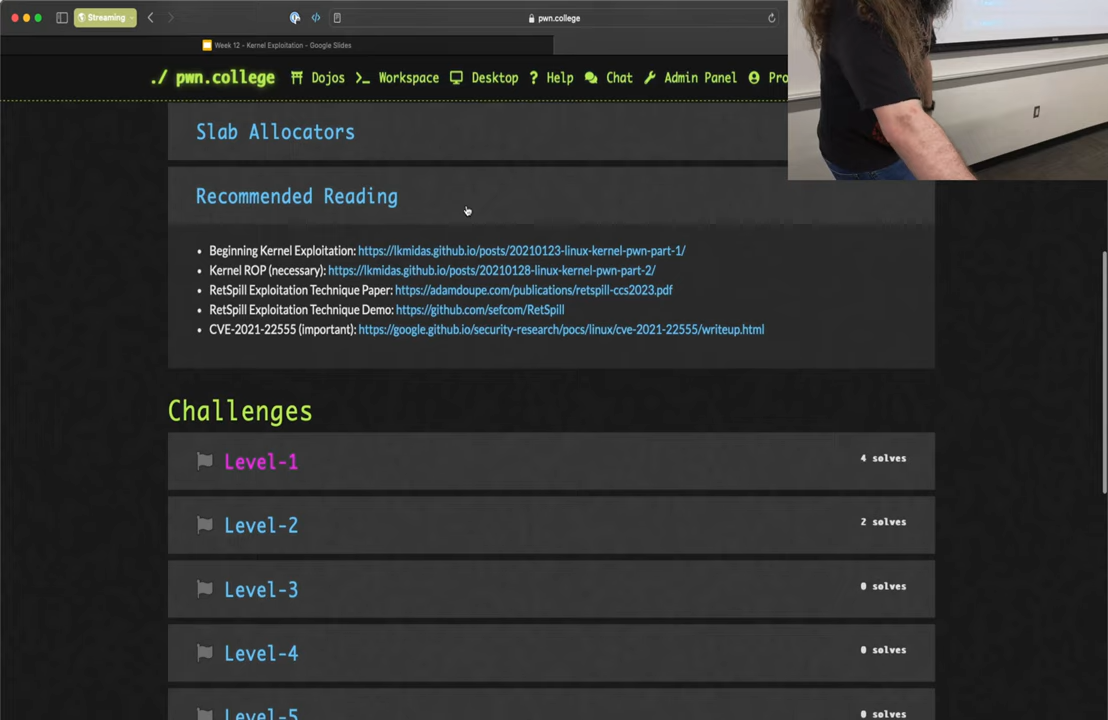 Streaming
pwn.college
Week 12 - Kernel Exploitation - Google Slides
./ pwn.college
Dojos
Workspace
Desktop
? Help
Chat
Admin Panel
Pro
Slab Allocators
Recommended Reading
• Beginning Kernel Exploitation: https://lkmidas.github.io/posts/20210123-linux-kernel-pwn-part-1/
• Kernel ROP (necessary): https://lkmidas.github.io/posts/20210128-linux-kernel-pwn-part-2/
• RetSpill Exploitation Technique Paper: https://adamdoupe.com/publications/retspill-ccs2023.pdf
• RetSpill Exploitation Technique Demo: https://github.com/sefcom/RetSpill
• CVE-2021-22555 (important): https://google.github.io/security-research/pocs/linux/cve-2021-22555/writeup.html
Challenges
Level-1
4 solves
Level-2
2 solves
Level-3
0 solves
Level-4
0 solves
Level-5
0 solves